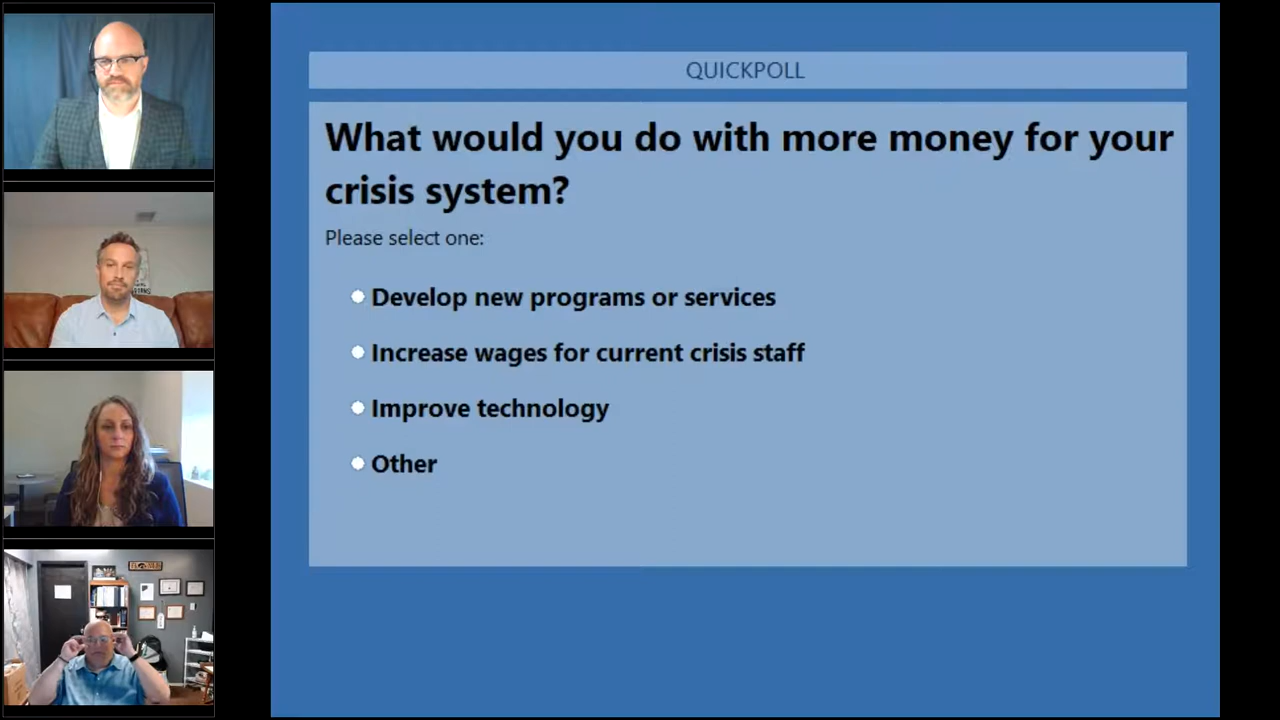 QUICKPOLL
What would you do with more money for your
crisis system?
Please select one:
Develop new programs or services
Increase wages for current crisis staff
Improve technology
Other